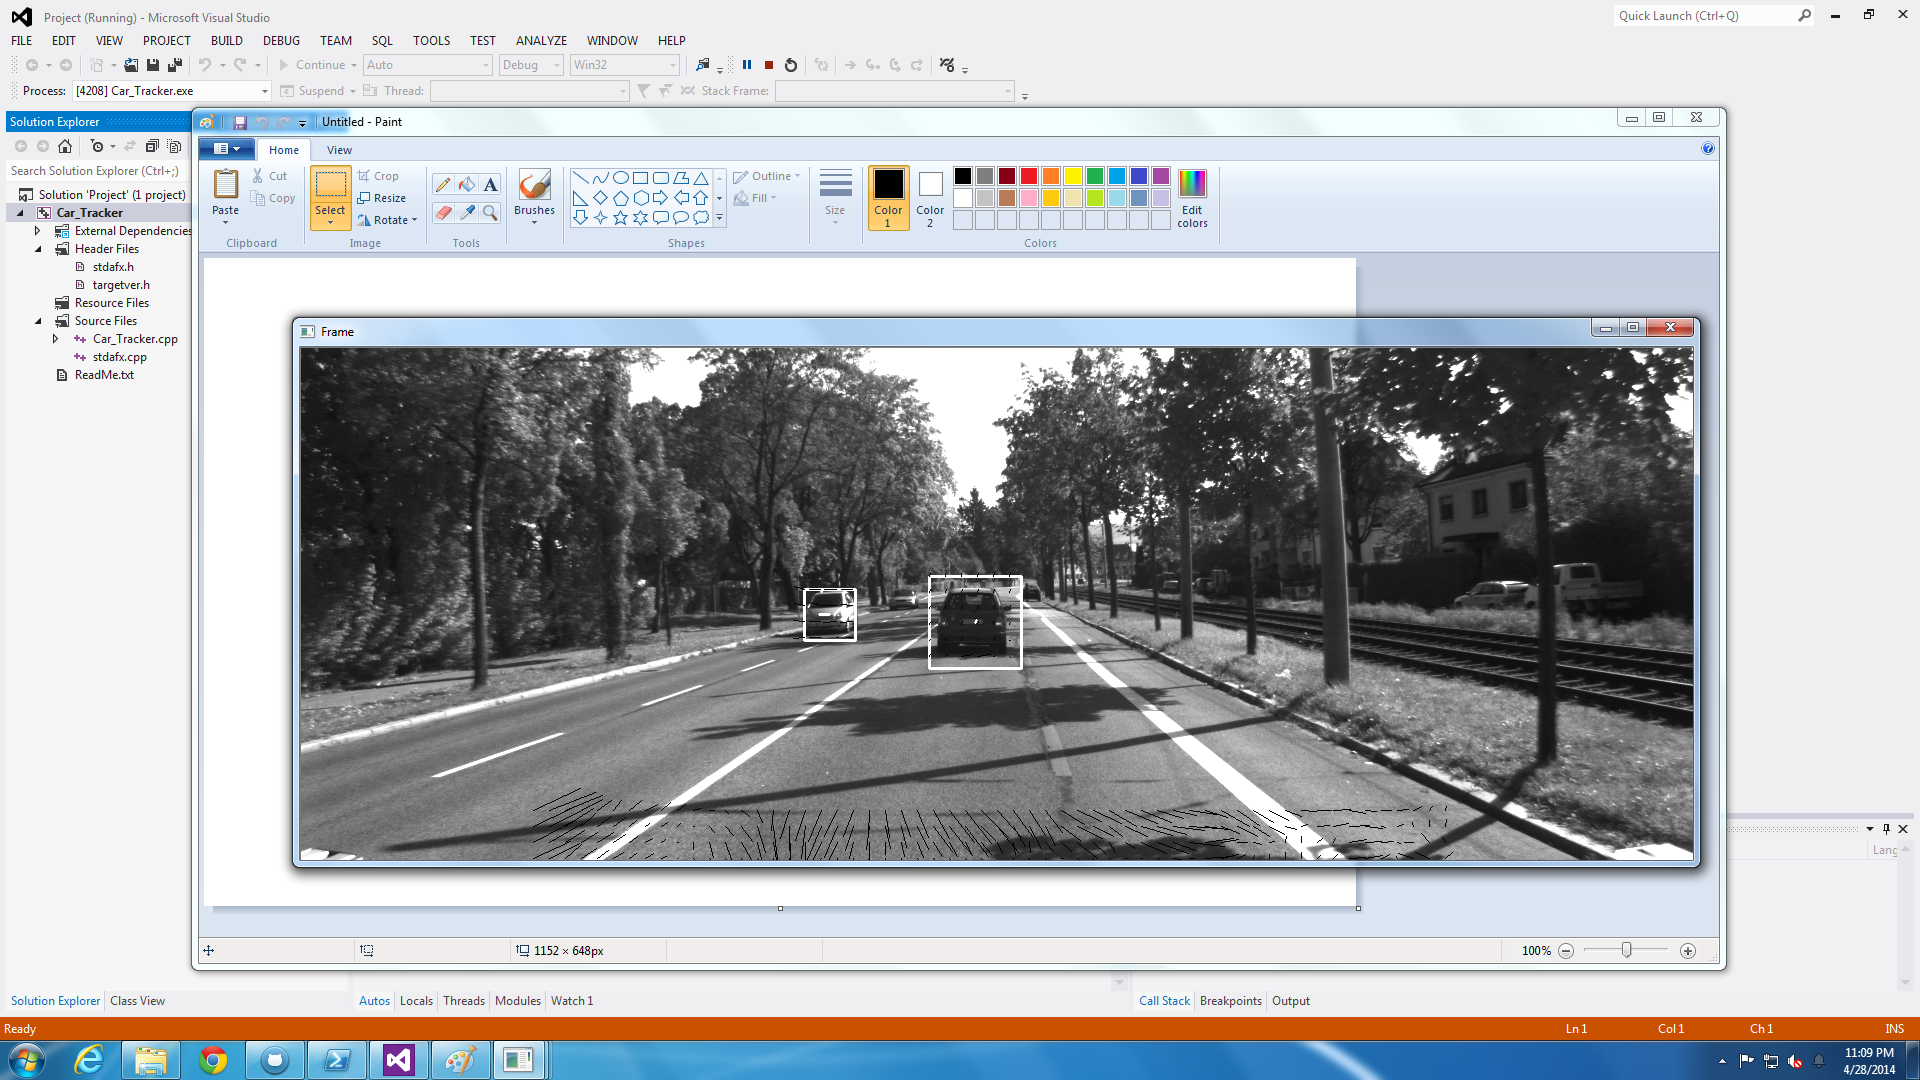 Project (Running) - Microsoft Visual Studio
Quick Launch (Ctrl+Q)
FILE EDIT VIEW PROJECT BUILD DEBUG TEAM SQL TOOLS TEST ANALYZE WINDOW HELP
Continue Auto Debug Win32
Process: [4208] Car_Tracker.exe Suspend Thread: Stack Frame:
Solution Explorer
Search Solution Explorer (Ctrl+;)
Solution 'Project' (1 project)
Car_Tracker
External Dependencies
Header Files
stdafx.h
targetver.h
Resource Files
Source Files
Car_Tracker.cpp
stdafx.cpp
ReadMe.txt
Untitled - Paint
Home View
Paste
Cut
Copy
Clipboard
Select
Crop
Resize
Rotate
Image
A
Tools
Brushes
Outline
Fill
Shapes
Size
Color 1
Color 2
Edit colors
Colors
Frame
1152 × 648px
100%
Lang
Solution Explorer Class View
Autos Locals Threads Modules Watch 1
Call Stack Breakpoints Output
Ready
Ln 1 Col 1 Ch 1 INS
11:09 PM
4/28/2014